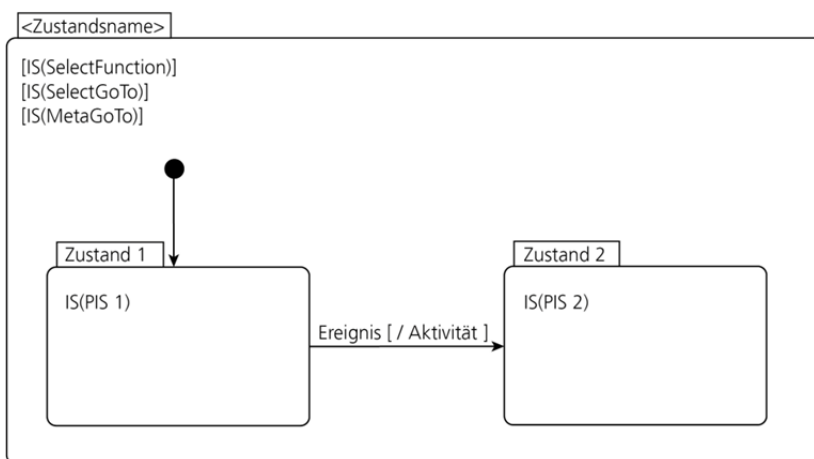 <Zustandsname>
[IS(SelectFunction)]
[IS(SelectGoTo)]
[IS(MetaGoTo)]
Zustand 1
Zustand 2
IS(PIS 1)
IS(PIS 2)
Ereignis [ / Aktivität ]